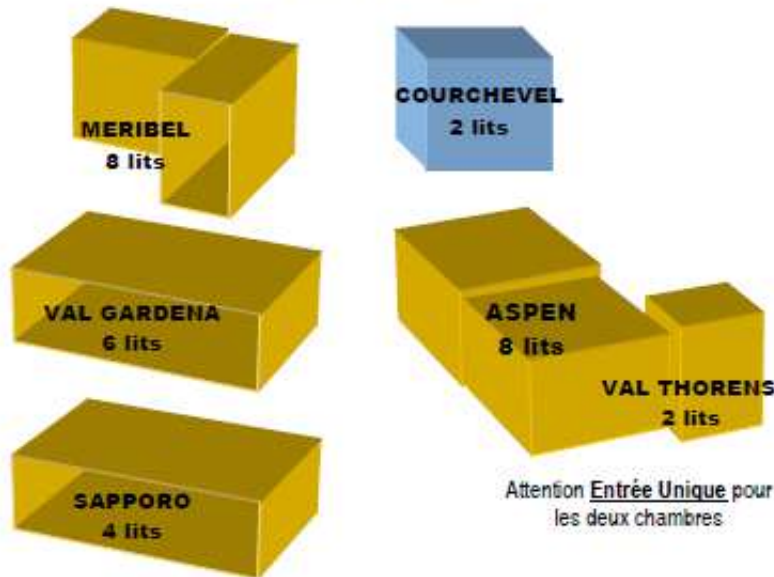 MERIBEL
8 lits
COURCHEVEL
2 lits
VAL GARDENA
6 lits
ASPEN
8 lits
VAL THORENS
2 lits
SAPPORO
4 lits
Attention Entrée Unique pour
les deux chambres